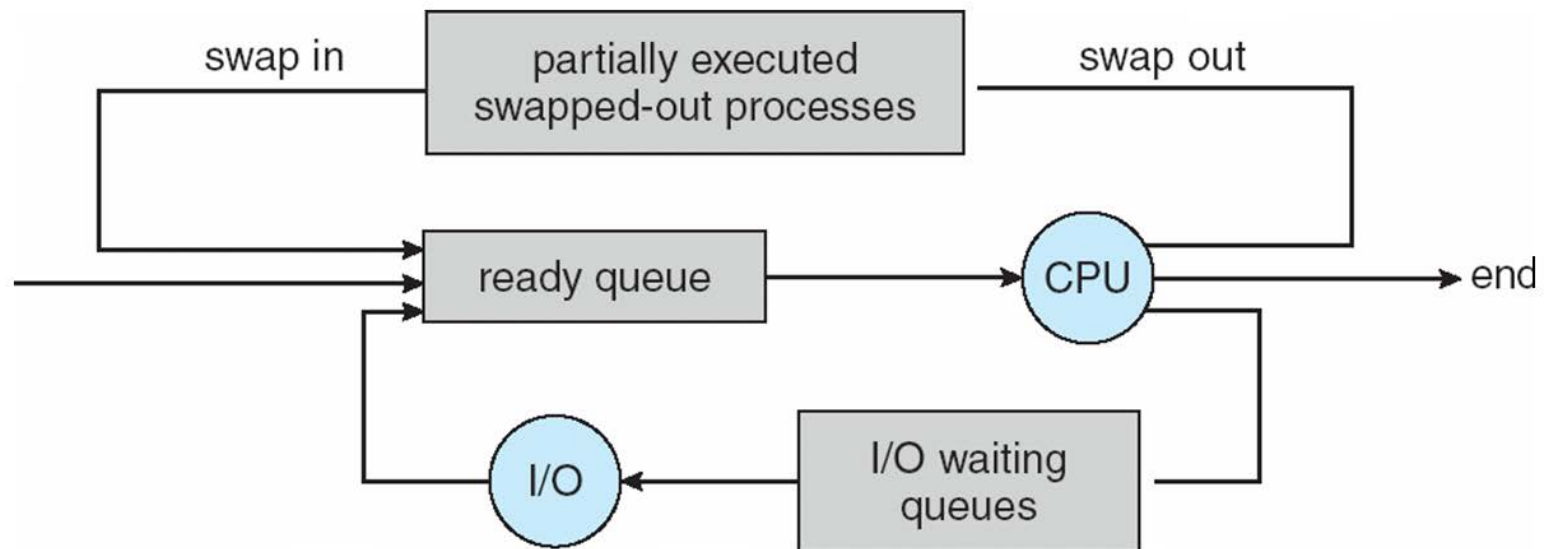 swap in
partially executed
swapped-out processes
swap out
ready queue
CPU
end
I/O
I/O waiting
queues